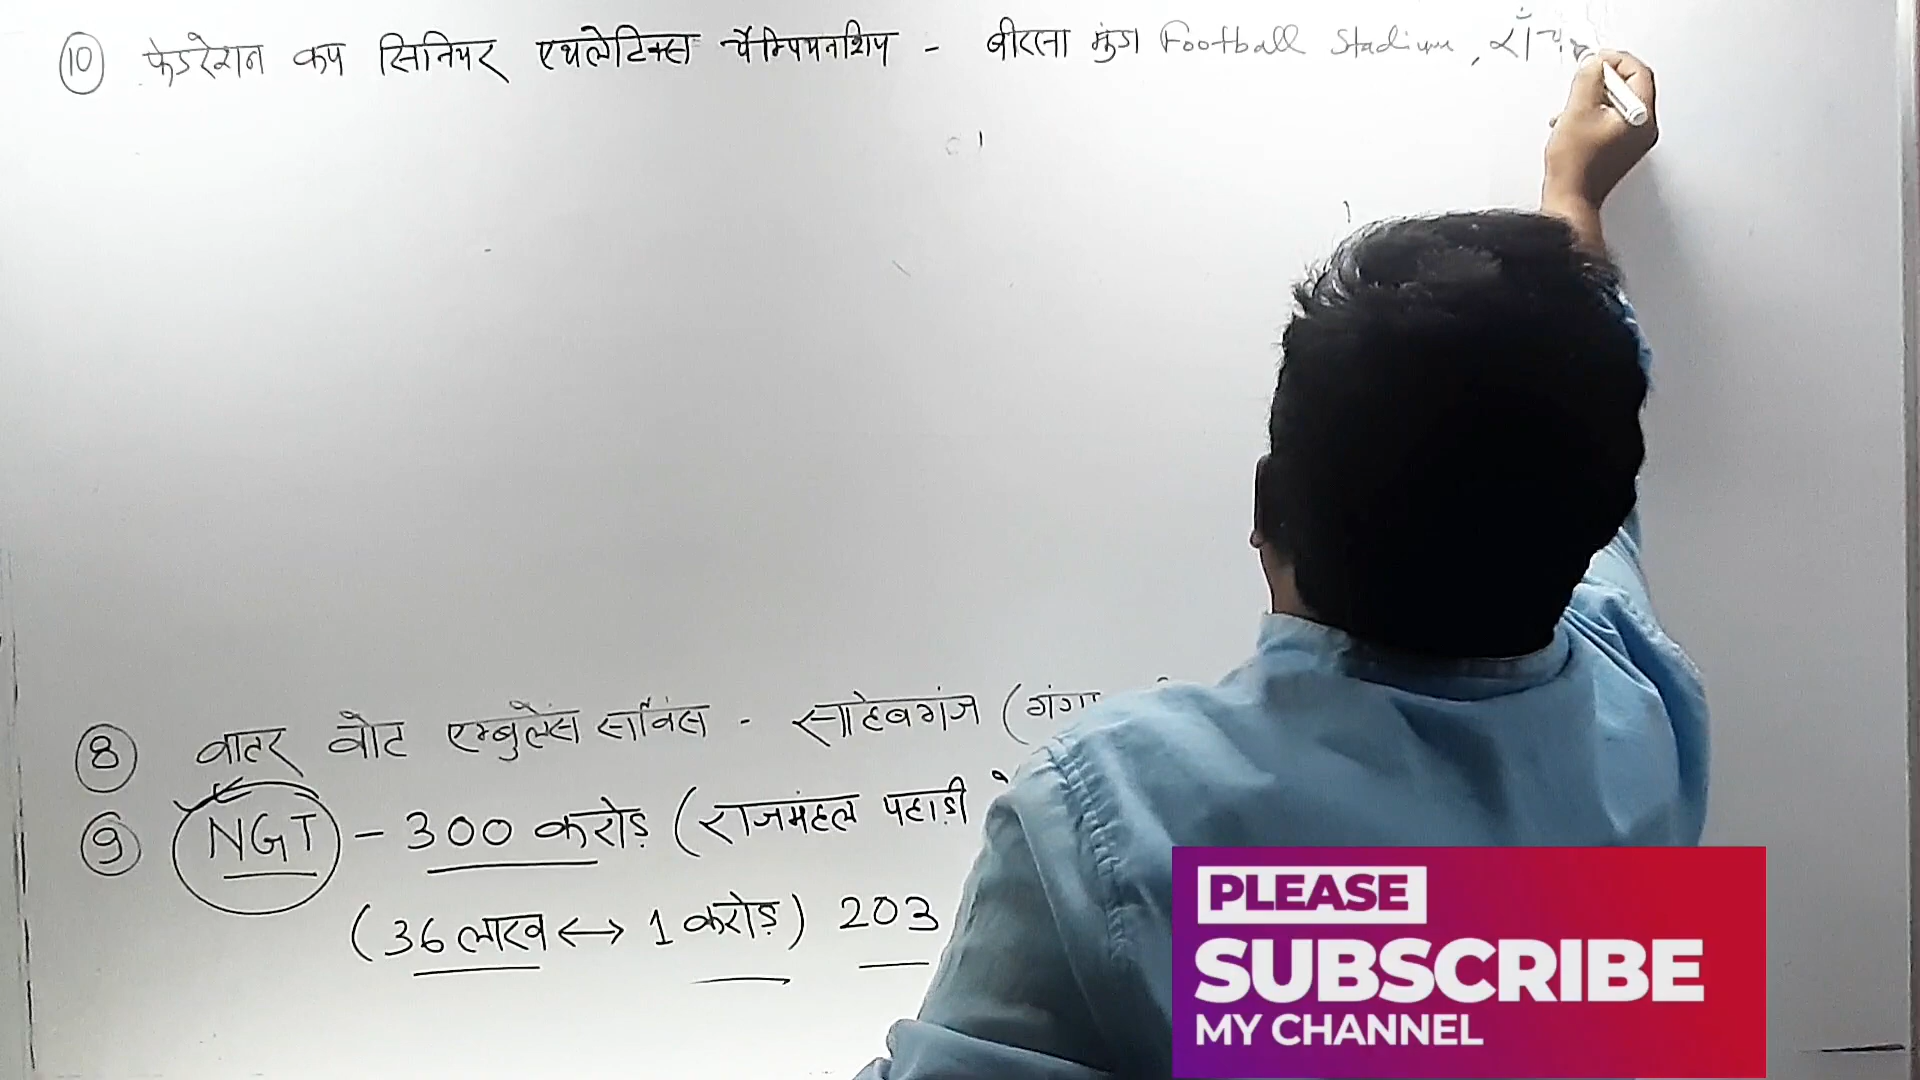 10 फेडरेशन कप सिनियर एथलेटिक्स चैम्पियनशिप - बीरसा मुंडा Football Stadium, राँची
8 वाटर वोट एम्बुलेंस सर्विस - साहेबगंज (गंगा
9 NGT - 300 करोड़ (राजमहल पहाड़ी
(36 लाख ↔ 1 करोड़) 203
PLEASE
SUBSCRIBE
MY CHANNEL